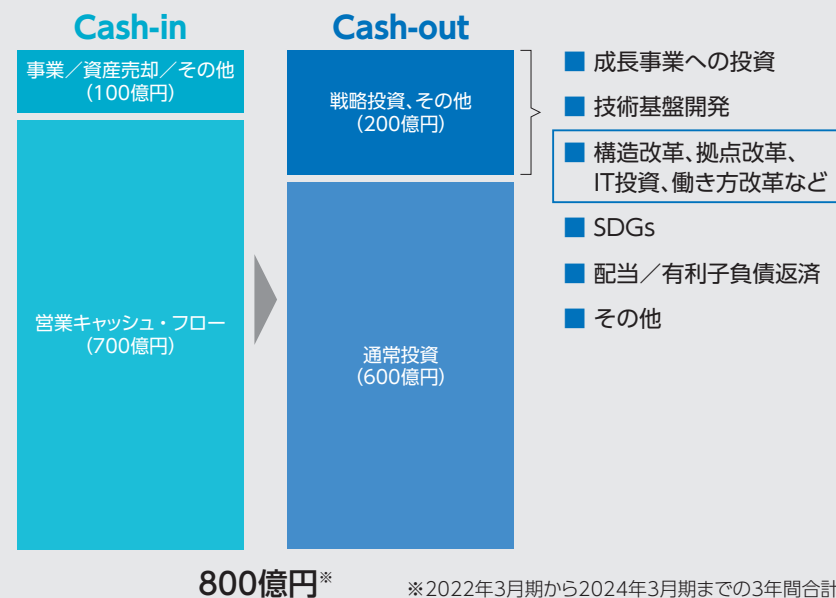 Cash-in
事業／資産売却／その他
（100億円）
営業キャッシュ・フロー
（700億円）
Cash-out
戦略投資、その他
（200億円）
通常投資
（600億円）
■ 成長事業への投資
■ 技術基盤開発
■ 構造改革、拠点改革、
IT投資、働き方改革など
■ SDGs
■ 配当／有利子負債返済
■ その他
800億円※
※2022年3月期から2024年3月期までの3年間合計